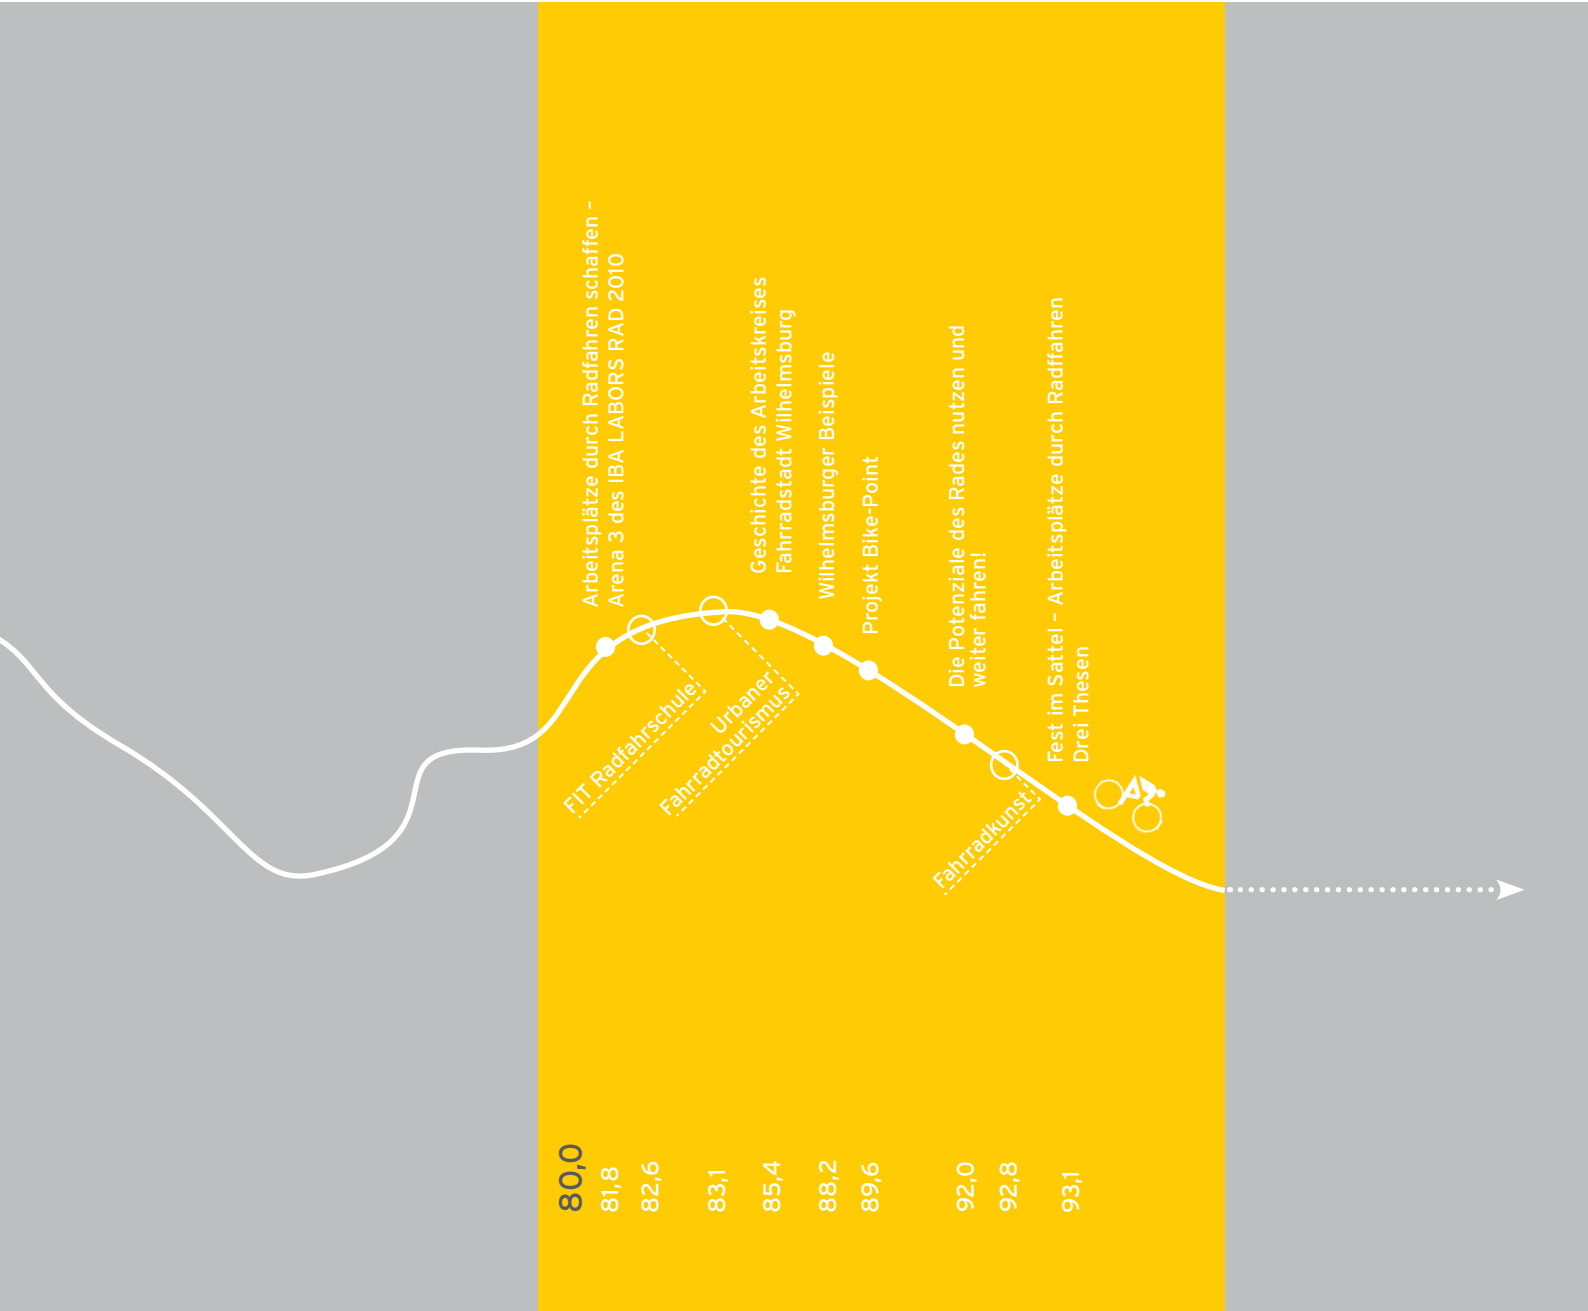 Arbeitsplätze durch Radfahren schaffen –
Arena 3 des IBA LABORS RAD 2010
FIT Radfahrschule
Urbaner
Fahrradtourismus
Geschichte des Arbeitskreises
Fahrradstadt Wilhelmsburg
Wilhelmsburger Beispiele
Projekt Bike-Point
Die Potenziale des Rades nutzen und
weiter fahren!
Fahrradkunst
Fest im Sattel – Arbeitsplätze durch Radffahren
Drei Thesen
80,0
81,8
82,6
83,1
85,4
88,2
89,6
92,0
92,8
93,1